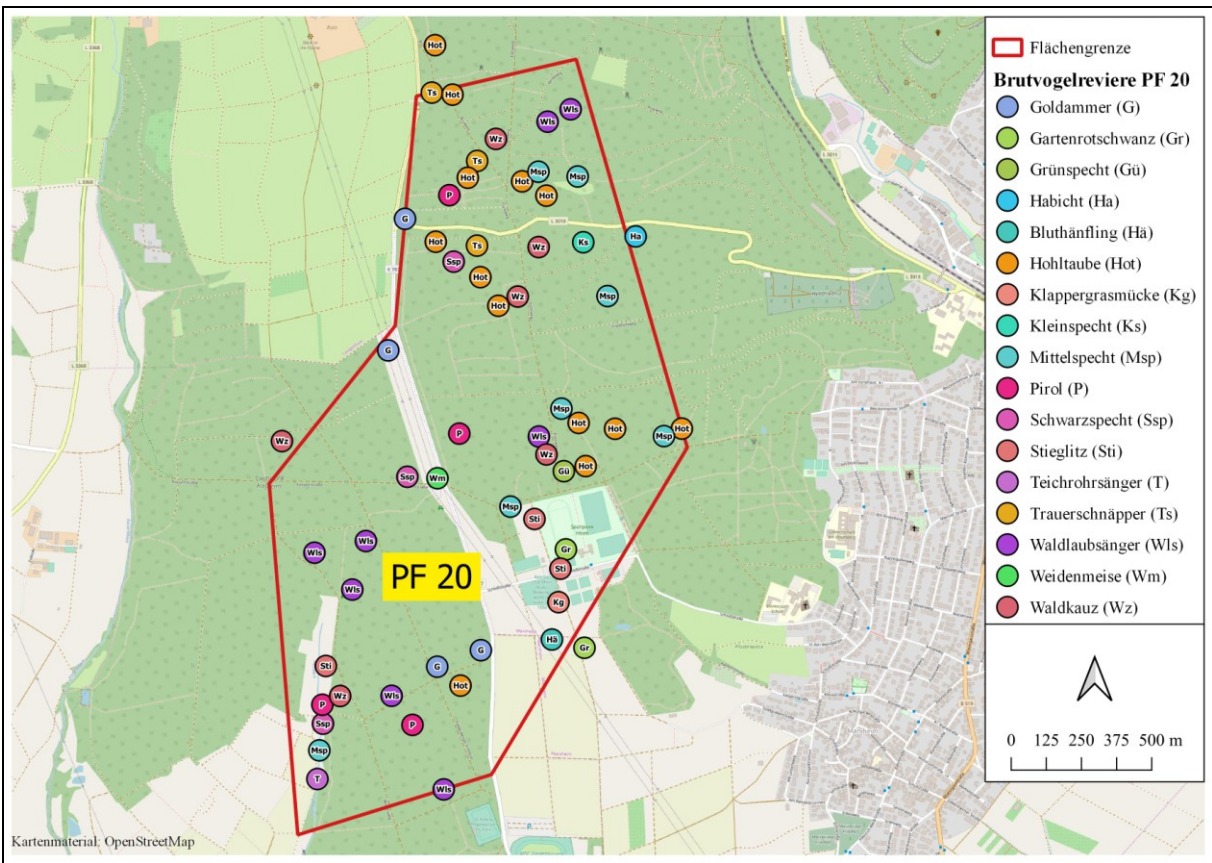 Flächengrenze
Brutvogelreviere PF 20
Goldammer (G)
Gartenrotschwanz (Gr)
Grünspecht (Gü)
Habicht (Ha)
Bluthänfling (Hä)
Hohltaube (Hot)
Klappergrasmücke (Kg)
Kleinspecht (Ks)
Mittelspecht (Msp)
Pirol (P)
Schwarzspecht (Ssp)
Stieglitz (Sti)
Teichrohrsänger (T)
Trauerschnäpper (Ts)
Waldlaubsänger (Wls)
Weidenmeise (Wm)
Waldkauz (Wz)
0 125 250 375 500 m
Hot
Ts Hot
Wls
Wls
Wz
Ts
Msp
Hot
Hot
Msp
P
Hot
G
Ha
Hot
Ts
Wz
Ks
Ssp
Hot
Wz
Msp
Hot
G
Msp
Hot
Hot
Hot
P
Wls
Msp
Wz
Wz
Gü
Hot
Ssp
Wm
Msp
Sti
Wls
Wls
Gr
Sti
PF 20
Wls
Kg
Hä
Gr
G
G
Sti
Hot
Wz
Wls
P
Ssp
P
Msp
T
Wls
Kartenmaterial: OpenStreetMap